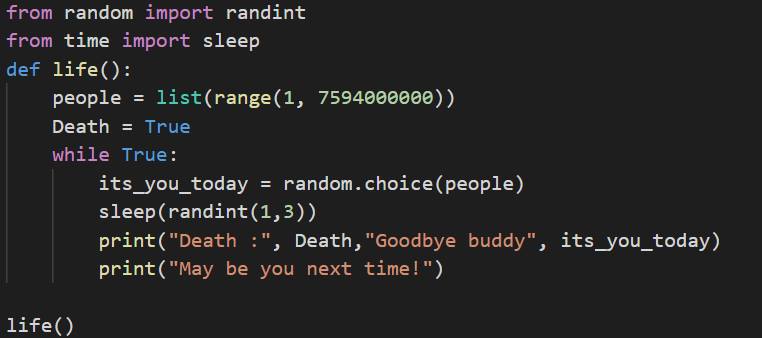 from random import randint
from time import sleep
def life():
    people = list(range(1, 7594000000))
    Death = True
    while True:
        its_you_today = random.choice(people)
        sleep(randint(1,3))
        print("Death :", Death,"Goodbye buddy", its_you_today)
        print("May be you next time!")

life()